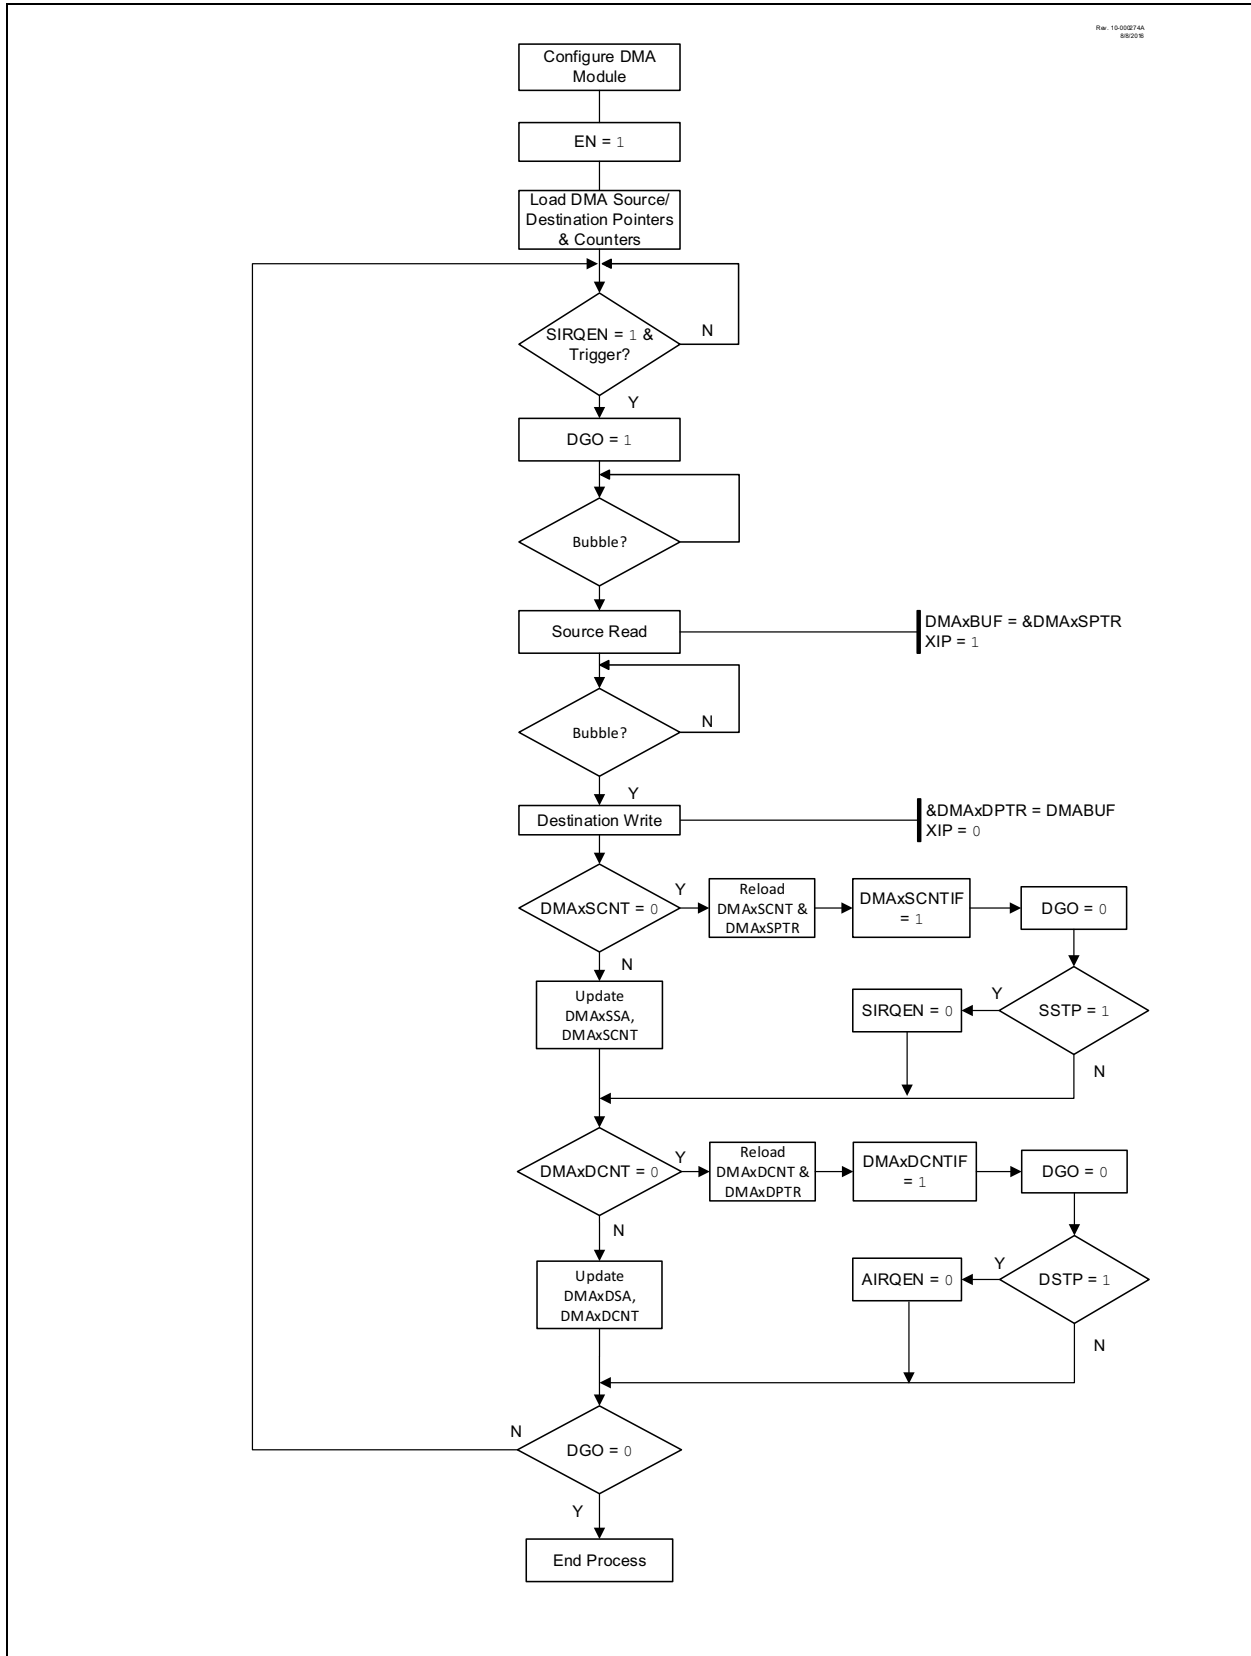 Rev. 10-000274A
8/8/2016
Configure DMA
Module
EN = 1
Load DMA Source/
Destination Pointers
& Counters
SIRQEN = 1 &
Trigger?
N
Y
DGO = 1
Bubble?
Source Read
DMAxBUF = &DMAxSPTR
XIP = 1
Bubble?
N
Y
Destination Write
&DMAxDPTR = DMABUF
XIP = 0
DMAxSCNT = 0
Y
Reload
DMAxSCNT &
DMAxSPTR
DMAxSCNTIF
= 1
DGO = 0
N
Update
DMAxSSA,
DMAxSCNT
SIRQEN = 0
Y
SSTP = 1
N
DMAxDCNT = 0
Y
Reload
DMAxDCNT &
DMAxDPTR
DMAxDCNTIF
= 1
DGO = 0
N
Update
DMAxDSA,
DMAxDCNT
AIRQEN = 0
Y
DSTP = 1
N
N
DGO = 0
Y
End Process